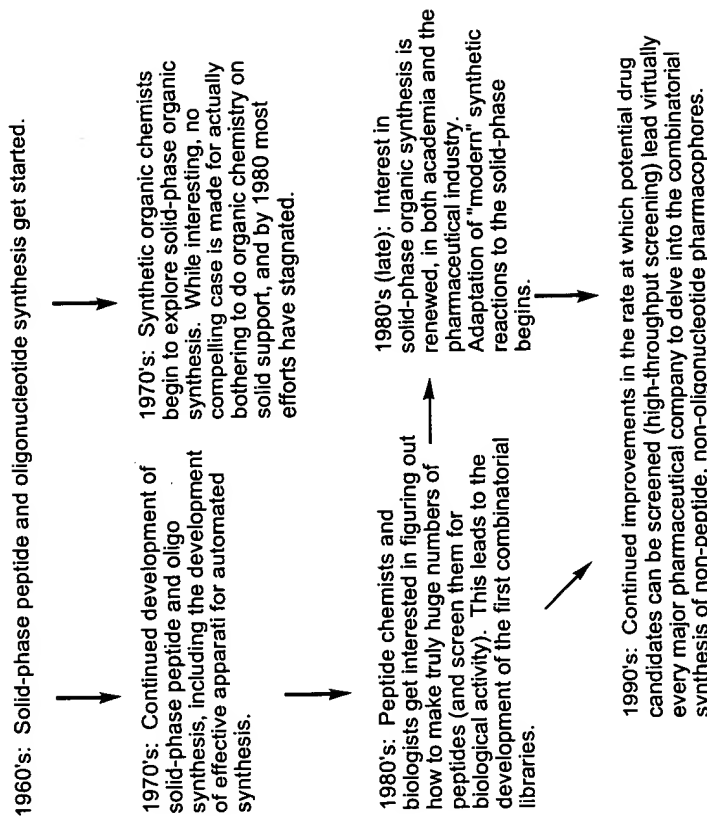 1960's: Solid-phase peptide and oligonucleotide synthesis get started.
1970's: Continued development of
solid-phase peptide and oligo
synthesis, including the development
of effective apparati for automated
synthesis.
1970's: Synthetic organic chemists
begin to explore solid-phase organic
synthesis. While interesting, no
compelling case is made for actually
bothering to do organic chemistry on
solid support, and by 1980 most
efforts have stagnated.
1980's: Peptide chemists and
biologists get interested in figuring out
how to make truly huge numbers of
peptides (and screen them for
biological activity). This leads to the
development of the first combinatorial
libraries.
1980's (late): Interest in
solid-phase organic synthesis is
renewed, in both academia and the
pharmaceutical industry.
Adaptation of "modern" synthetic
reactions to the solid-phase
begins.
1990's: Continued improvements in the rate at which potential drug
candidates can be screened (high-throughput screening) lead virtually
every major pharmaceutical company to delve into the combinatorial
synthesis of non-peptide, non-oligonucleotide pharmacophores.